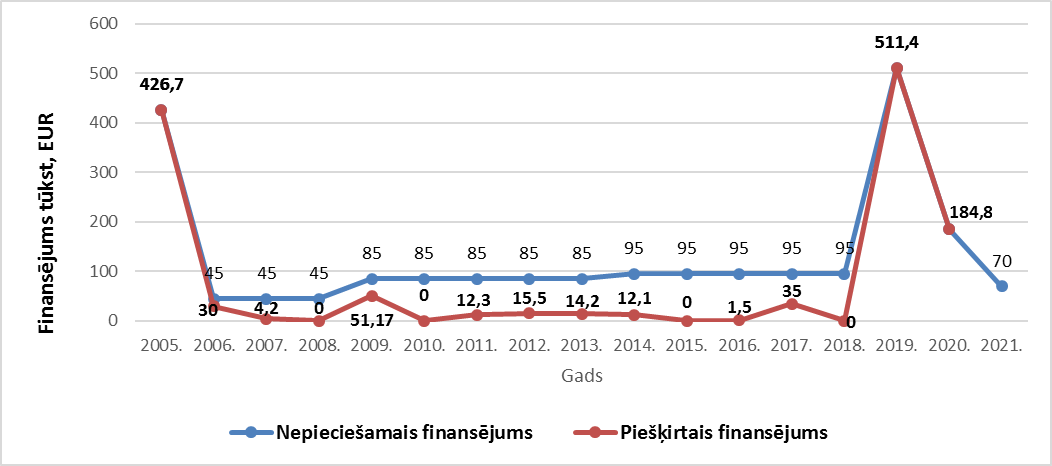 600
500
400
300
200
100
0
Finansējums tūkst, EUR
426,7
511,4
184,8
70
45 45 45 85 85 85 85 85 95 95 95 95 95
30 4,2 0 51,17 0 12,3 15,5 14,2 12,1 0 1,5 35 0
2005. 2006. 2007. 2008. 2009. 2010. 2011. 2012. 2013. 2014. 2015. 2016. 2017. 2018. 2019. 2020. 2021.
Gads
Nepieciešamais finansējums Piešķirtais finansējums